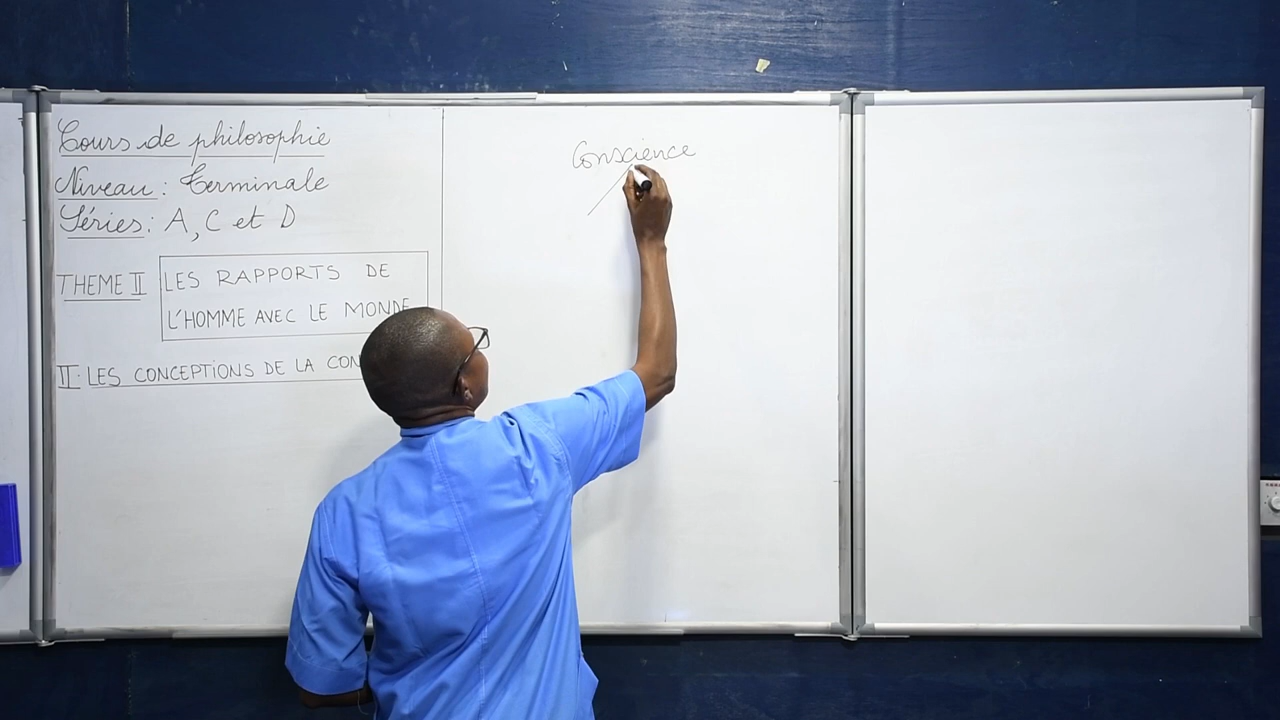 Cours de philosophie
Niveau : Terminale
Séries : A, C et D
THEME II LES RAPPORTS DE
L'HOMME AVEC LE MONDE
II. LES CONCEPTIONS DE LA CON
Conscience